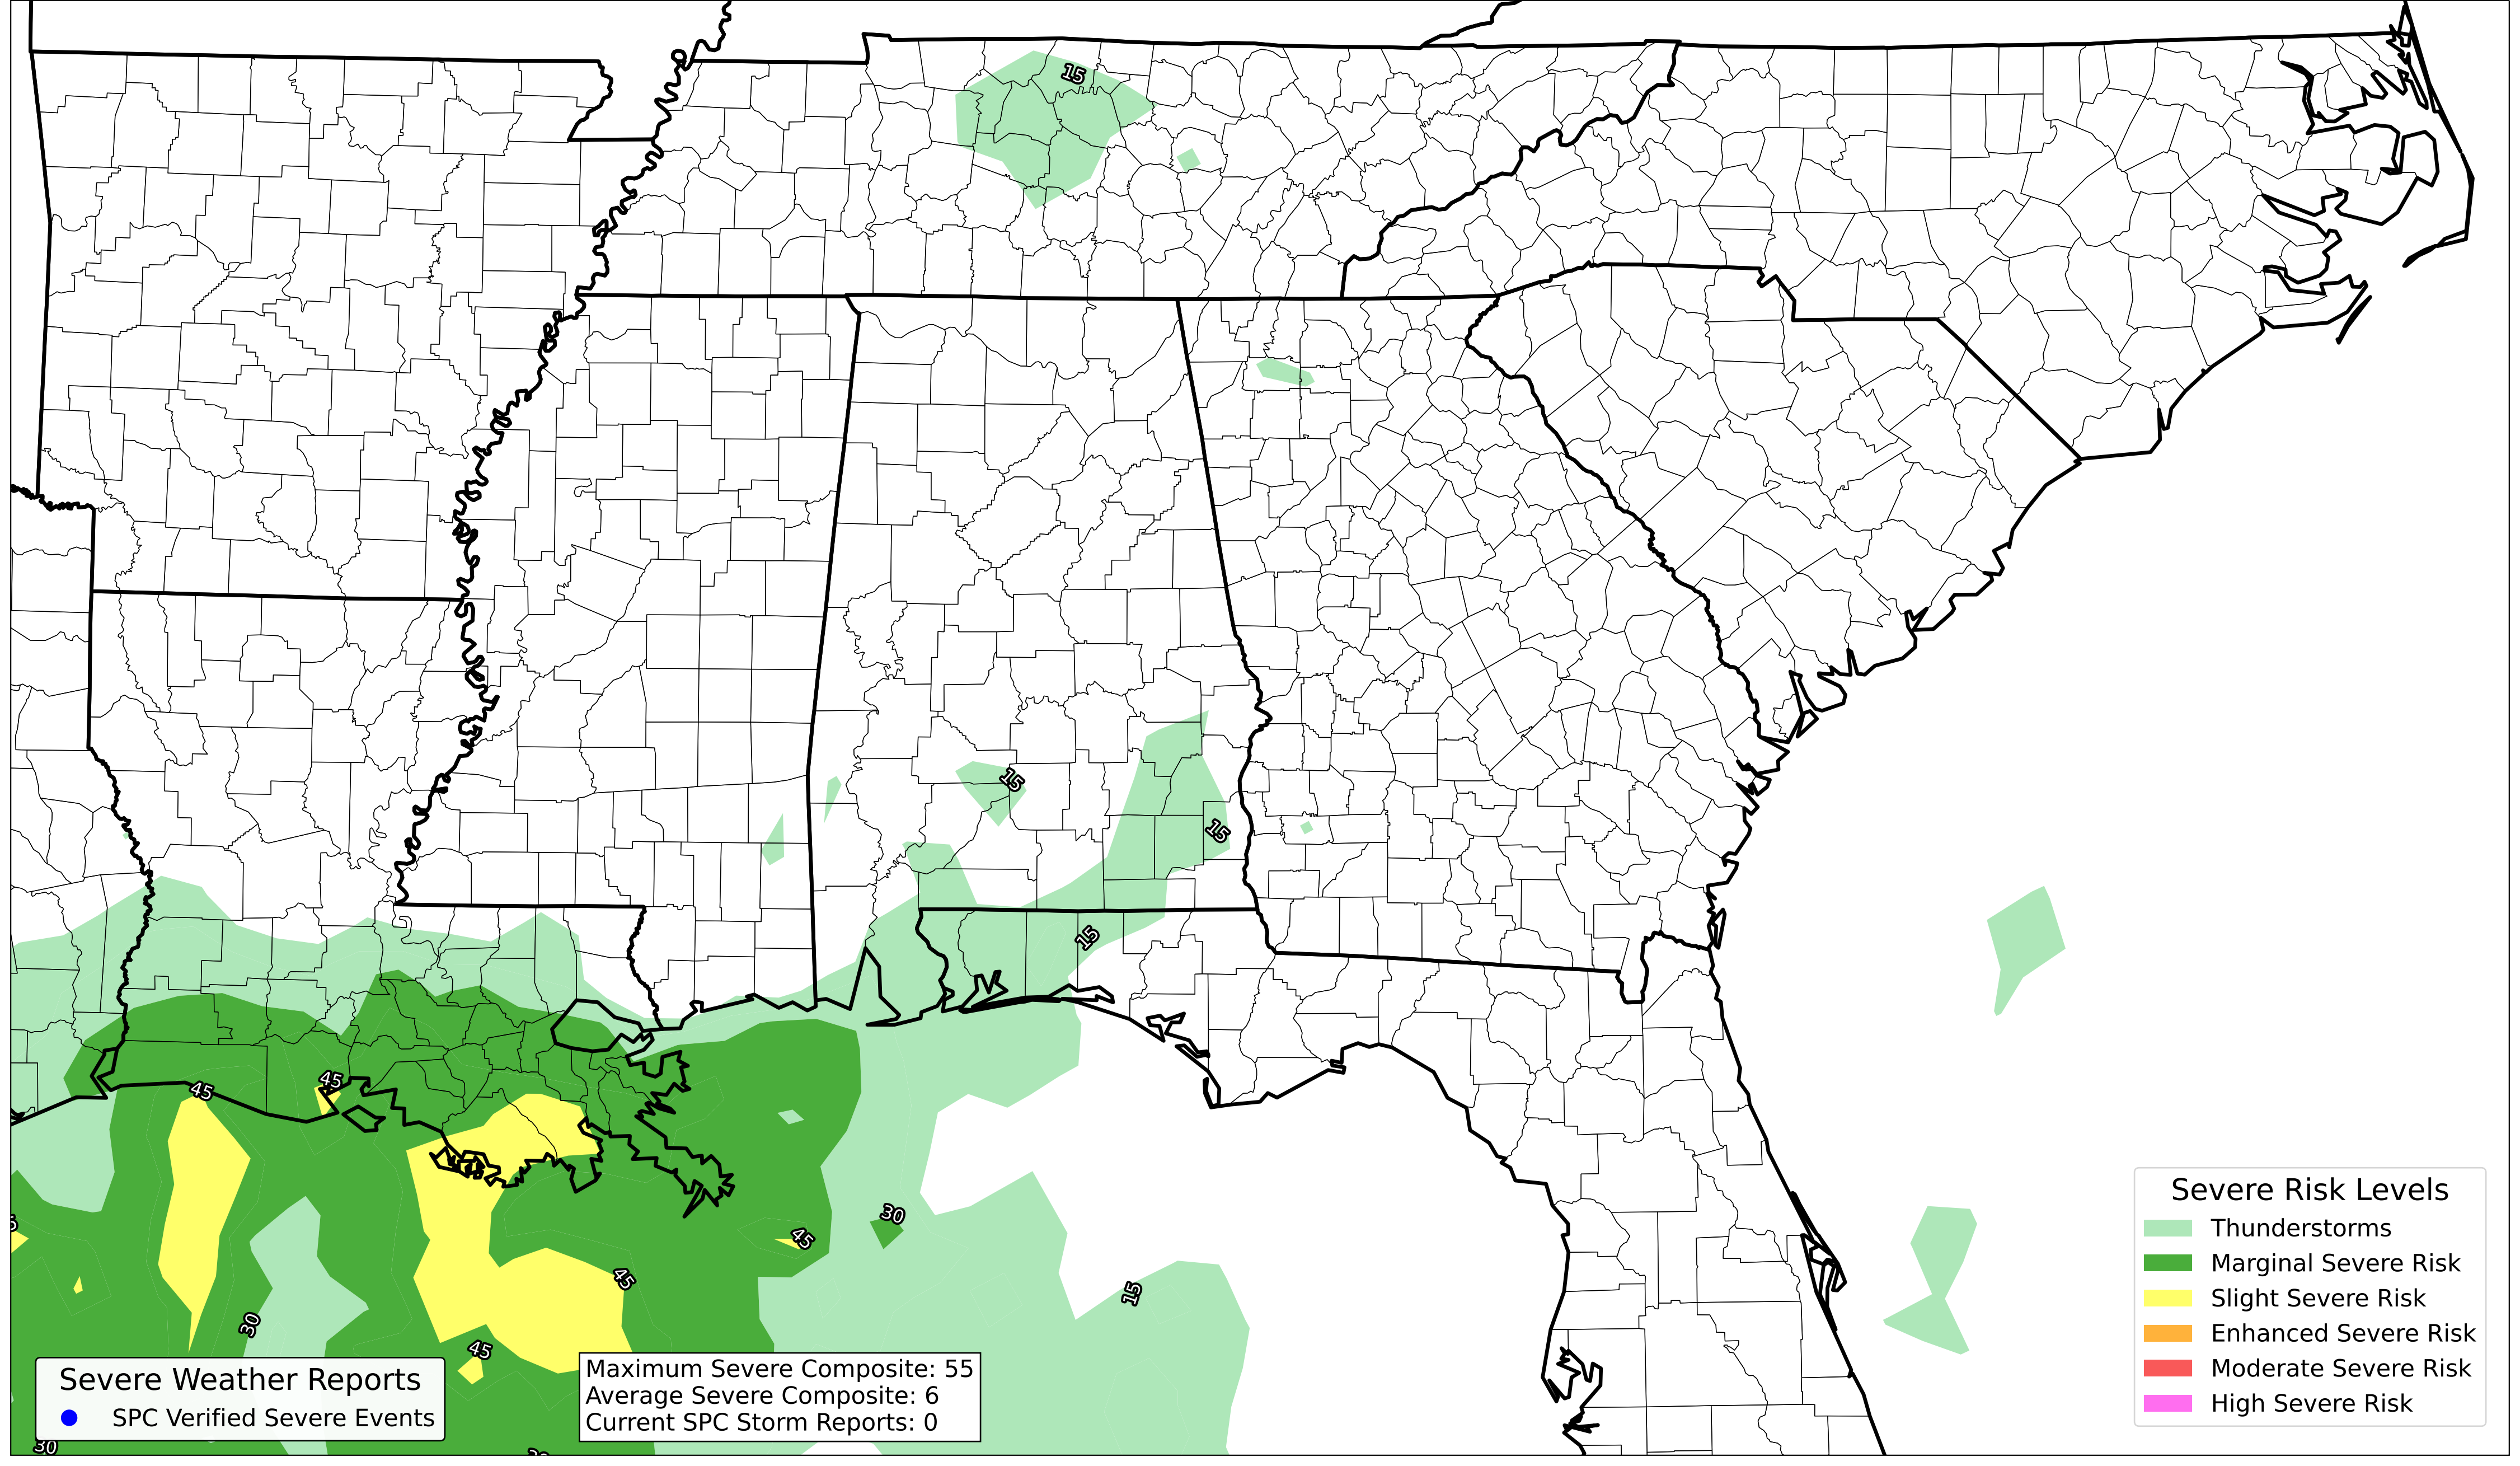 15
15
15
15
45
45
5
30
45
45
15
30
45
30
Severe Risk Levels
Thunderstorms
Marginal Severe Risk
Slight Severe Risk
Enhanced Severe Risk
Moderate Severe Risk
High Severe Risk
Severe Weather Reports
SPC Verified Severe Events
Maximum Severe Composite: 55
Average Severe Composite: 6
Current SPC Storm Reports: 0